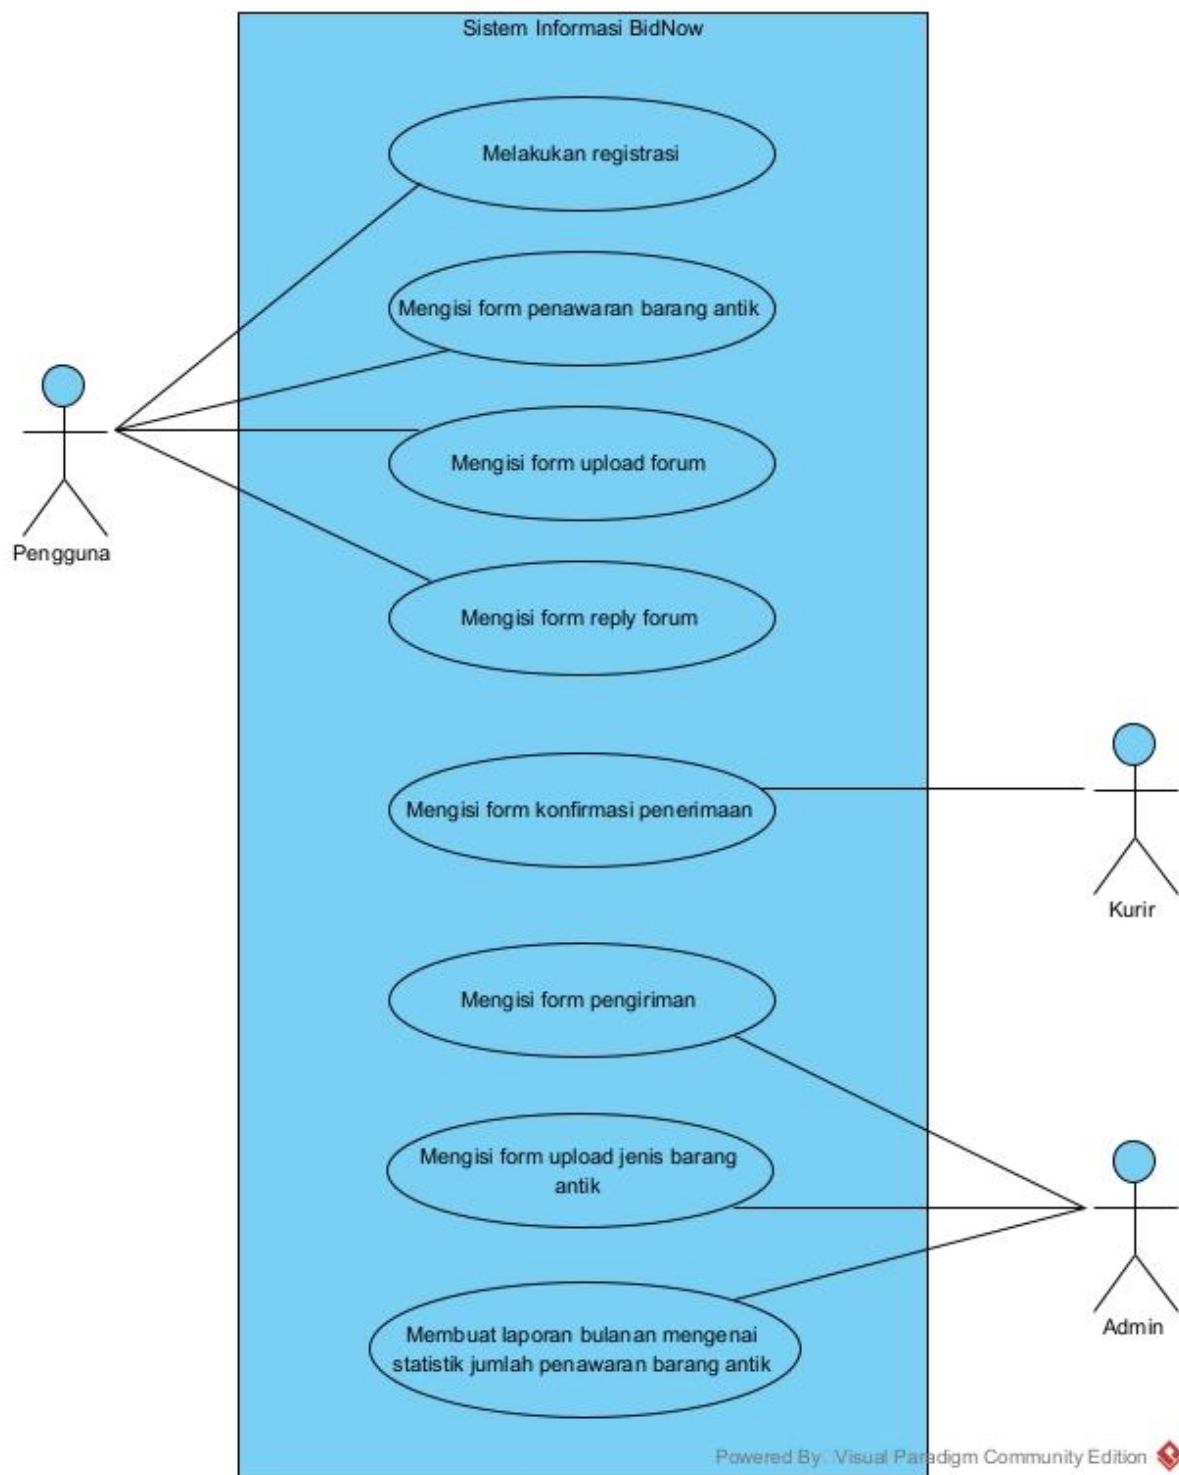 Sistem Informasi BidNow
Melakukan registrasi
Mengisi form penawaran barang antik
Mengisi form upload forum
Pengguna
Mengisi form reply forum
Mengisi form konfirmasi penerimaan
Kurir
Mengisi form pengiriman
Mengisi form upload jenis barang
antik
Admin
Membuat laporan bulanan mengenai
statistik jumlah penawaran barang antik
Powered By: Visual Paradigm Community Edition